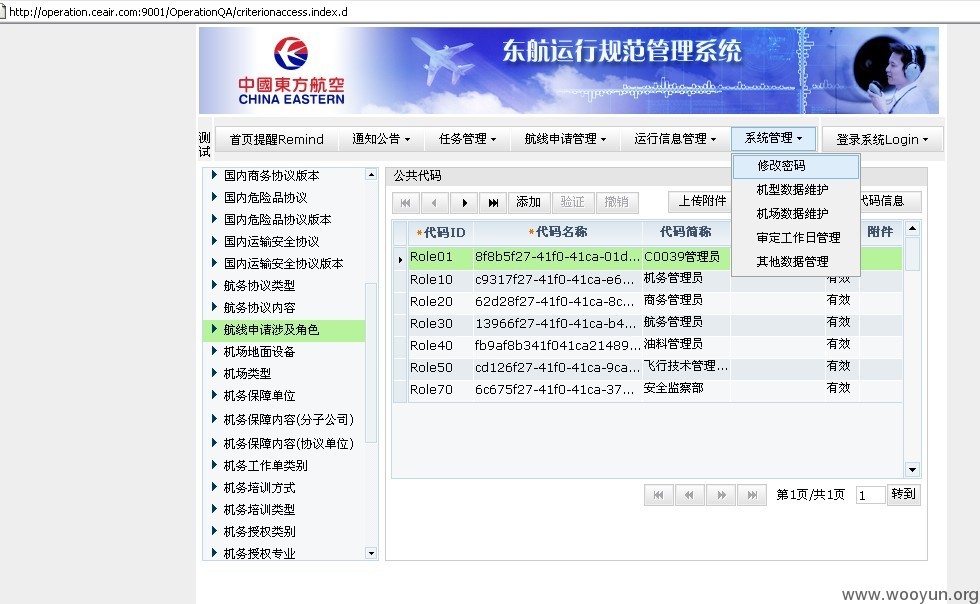 http://operation.ceair.com:9001/OperationQA/criterionaccess.index.d
中國東方航空
CHINA EASTERN
东航运行规范管理系统
测试
首页提醒Remind
通知公告
任务管理
航线申请管理
运行信息管理
系统管理
登录系统Login
修改密码
机型数据维护
机场数据维护
审定工作日管理
其他数据管理
国内商务协议版本
国内危险品协议
国内危险品协议版本
国内运输安全协议
国内运输安全协议版本
航务协议类型
航务协议内容
航线申请涉及角色
机场地面设备
机场类型
机务保障单位
机务保障内容(分子公司)
机务保障内容(协议单位)
机务工作单类别
机务培训方式
机务培训类型
机务授权类别
机务授权专业
公共代码
添加 验证 撤销 上传附件 代码信息
*代码ID *代码名称 代码简称 附件
Role01 8f8b5f27-41f0-41ca-01d... C0039管理员
Role10 c9317f27-41f0-41ca-e6... 机务管理员 有效
Role20 62d28f27-41f0-41ca-8c... 商务管理员 有效
Role30 13966f27-41f0-41ca-b4... 航务管理员 有效
Role40 fb9af8b341f041ca21489... 油料管理员 有效
Role50 cd126f27-41f0-41ca-9ca... 飞行技术管理... 有效
Role70 6c675f27-41f0-41ca-37... 安全监察部 有效
第1页/共1页 1 转到
www.wooyun.org